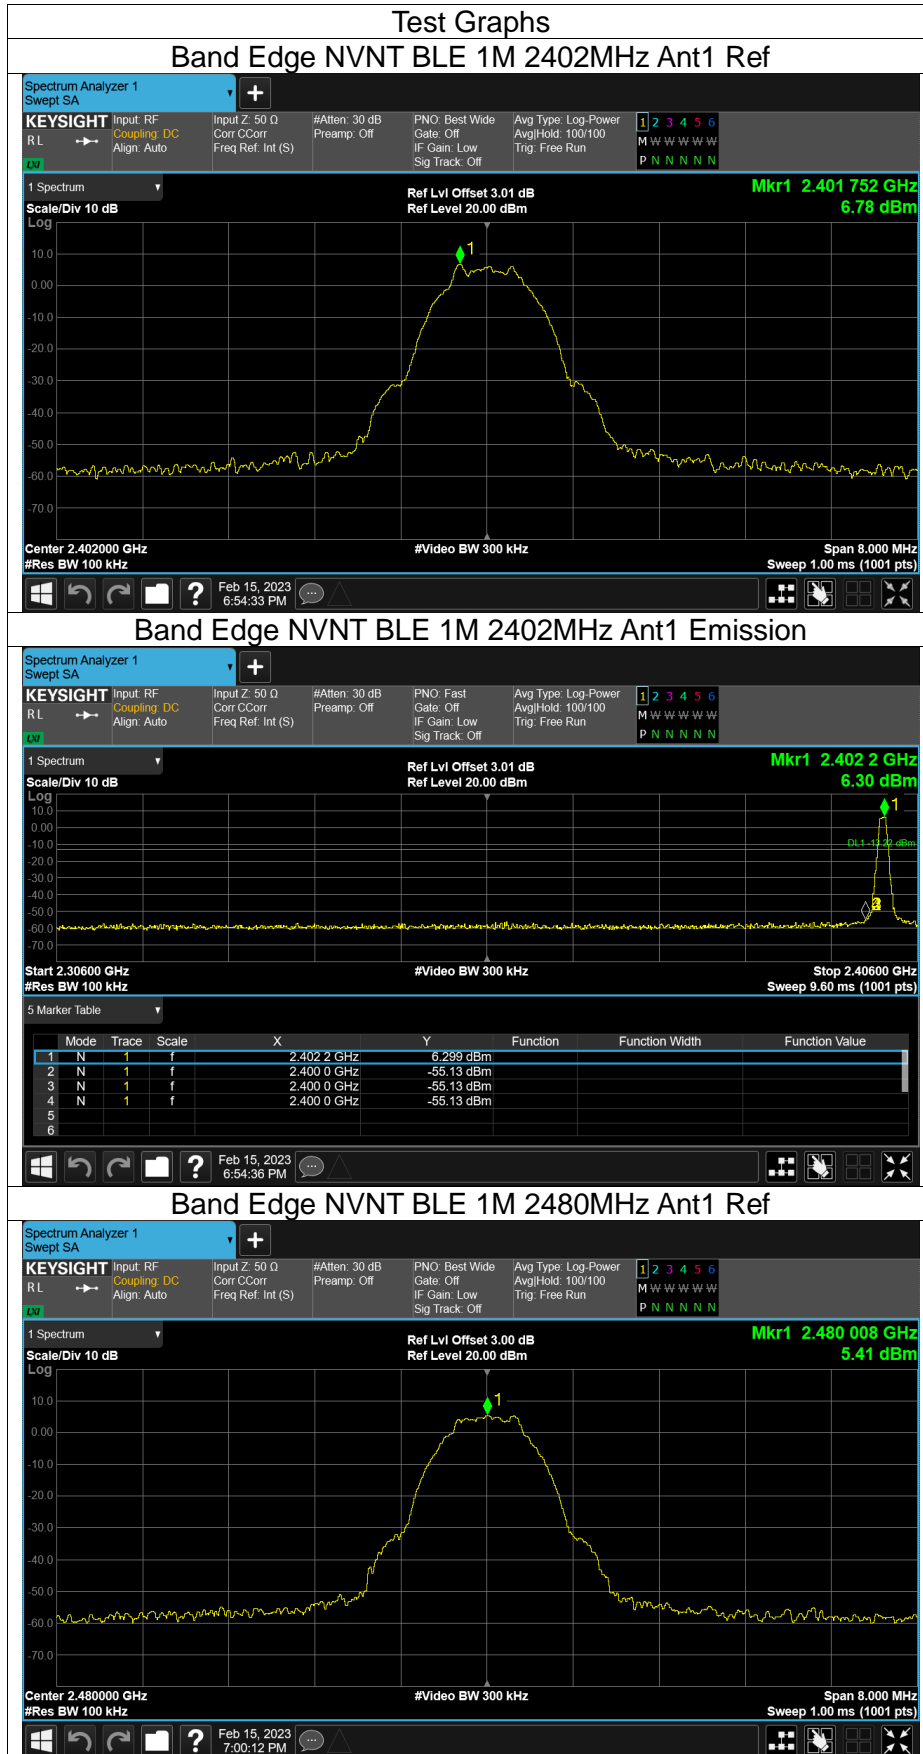 Test Graphs
Band Edge NVNT BLE 1M 2402MHz Ant1 Ref
Spectrum Analyzer 1
Swept SA
+
KEYSIGHT Input: RF Input Z: 50 Ω #Atten: 30 dB PNO: Best Wide Avg Type: Log-Power 1 2 3 4 5 6
R L Coupling: DC Corr CCorr Preamp: Off Gate: Off Avg|Hold: 100/100 M W W W W W
Align: Auto Freq Ref: Int (S) IF Gain: Low Trig: Free Run
LXI Sig Track: Off P N N N N N
1 Spectrum Ref Lvl Offset 3.01 dB Mkr1 2.401 752 GHz
Scale/Div 10 dB Ref Level 20.00 dBm 6.78 dBm
Log
1
10.0
0.00
-10.0
-20.0
-30.0
-40.0
-50.0
-60.0
-70.0
Center 2.402000 GHz #Video BW 300 kHz Span 8.000 MHz
#Res BW 100 kHz Sweep 1.00 ms (1001 pts)
? Feb 15, 2023
6:54:33 PM
Band Edge NVNT BLE 1M 2402MHz Ant1 Emission
Spectrum Analyzer 1
Swept SA
+
KEYSIGHT Input: RF Input Z: 50 Ω #Atten: 30 dB PNO: Fast Avg Type: Log-Power 1 2 3 4 5 6
R L Coupling: DC Corr CCorr Preamp: Off Gate: Off Avg|Hold: 100/100 M W W W W W
Align: Auto Freq Ref: Int (S) IF Gain: Low Trig: Free Run
LXI Sig Track: Off P N N N N N
1 Spectrum Ref Lvl Offset 3.01 dB Mkr1 2.402 2 GHz
Scale/Div 10 dB Ref Level 20.00 dBm 6.30 dBm
Log
10.0 1
0.00
-10.0 DL1 -13.22 dBm
-20.0
-30.0
-40.0
-50.0
-60.0
-70.0
Start 2.30600 GHz #Video BW 300 kHz Stop 2.40600 GHz
#Res BW 100 kHz Sweep 9.60 ms (1001 pts)
5 Marker Table
Mode Trace Scale X Y Function Function Width Function Value
1 N 1 f 2.402 2 GHz 6.299 dBm
2 N 1 f 2.400 0 GHz -55.13 dBm
3 N 1 f 2.400 0 GHz -55.13 dBm
4 N 1 f 2.400 0 GHz -55.13 dBm
5
6
? Feb 15, 2023
6:54:36 PM
Band Edge NVNT BLE 1M 2480MHz Ant1 Ref
Spectrum Analyzer 1
Swept SA
+
KEYSIGHT Input: RF Input Z: 50 Ω #Atten: 30 dB PNO: Best Wide Avg Type: Log-Power 1 2 3 4 5 6
R L Coupling: DC Corr CCorr Preamp: Off Gate: Off Avg|Hold: 100/100 M W W W W W
Align: Auto Freq Ref: Int (S) IF Gain: Low Trig: Free Run
LXI Sig Track: Off P N N N N N
1 Spectrum Ref Lvl Offset 3.00 dB Mkr1 2.480 008 GHz
Scale/Div 10 dB Ref Level 20.00 dBm 5.41 dBm
Log
10.0 1
0.00
-10.0
-20.0
-30.0
-40.0
-50.0
-60.0
-70.0
Center 2.480000 GHz #Video BW 300 kHz Span 8.000 MHz
#Res BW 100 kHz Sweep 1.00 ms (1001 pts)
? Feb 15, 2023
7:00:12 PM